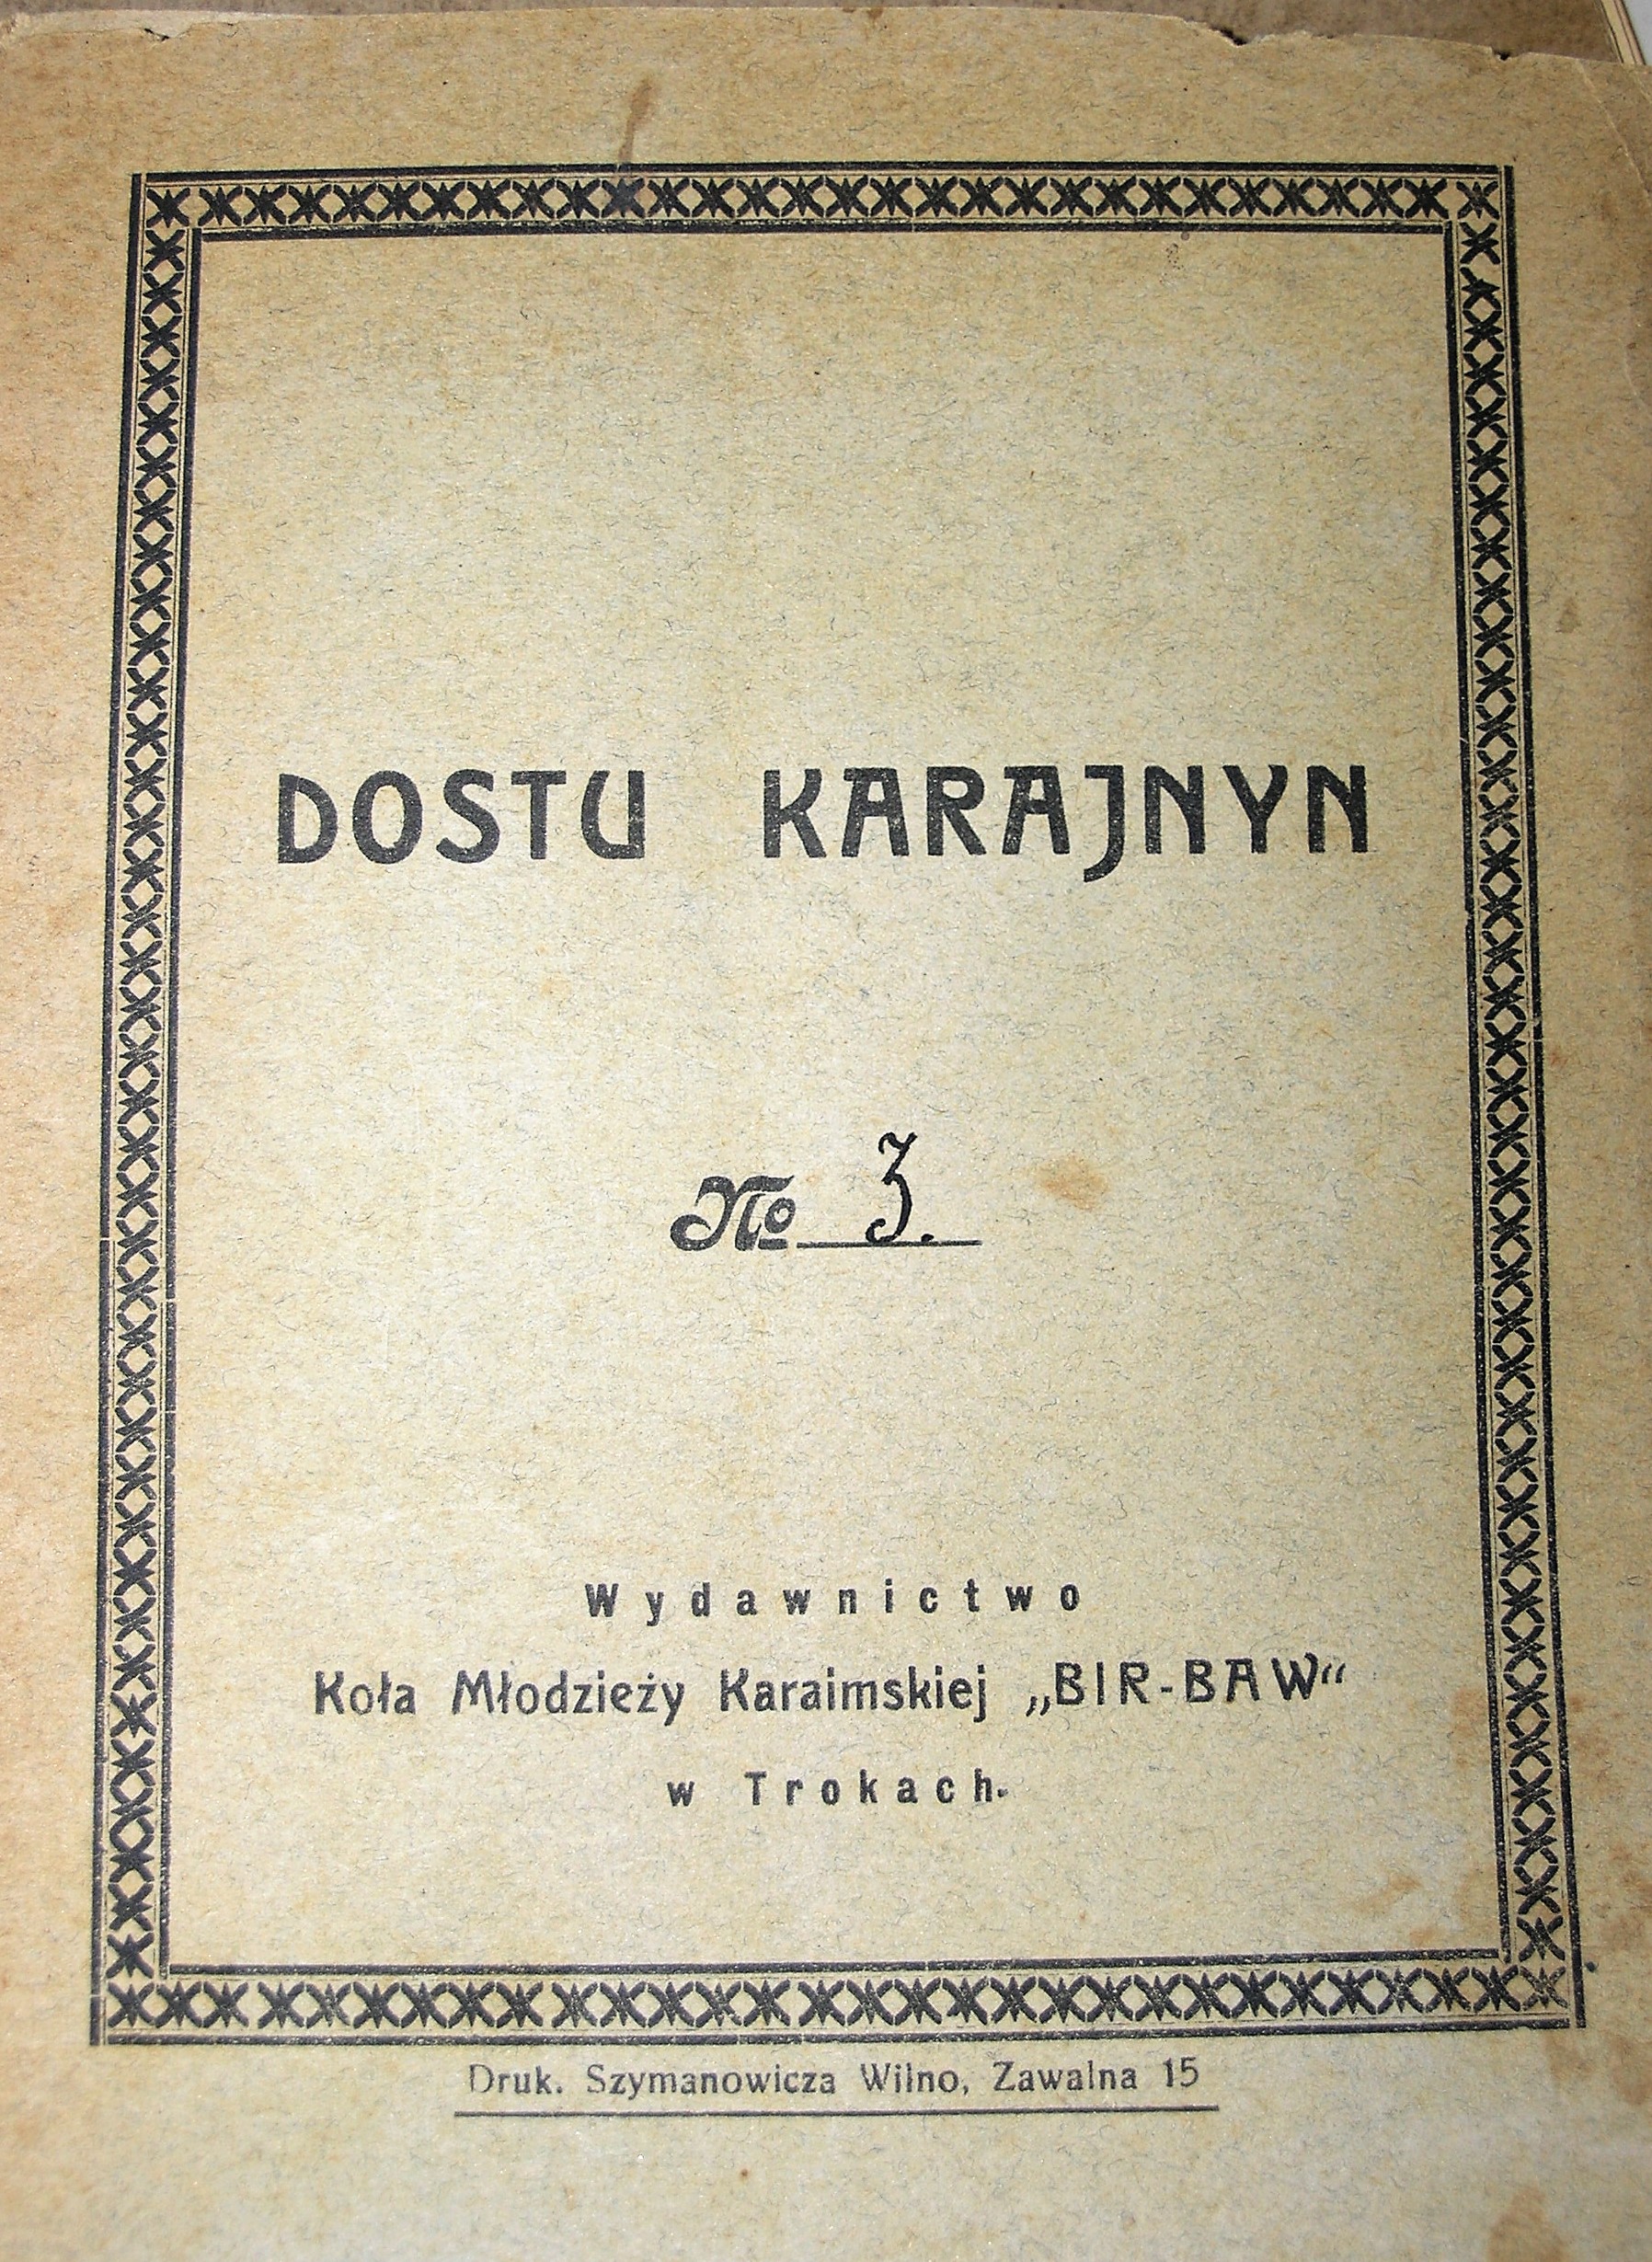 DOSTU KARAJNYN
№ 3.
Wydawnictwo
Koła Młodzieży Karaimskiej „BIR-BAW“
w Trokach.
Druk. Szymanowicza Wilno, Zawalna 15